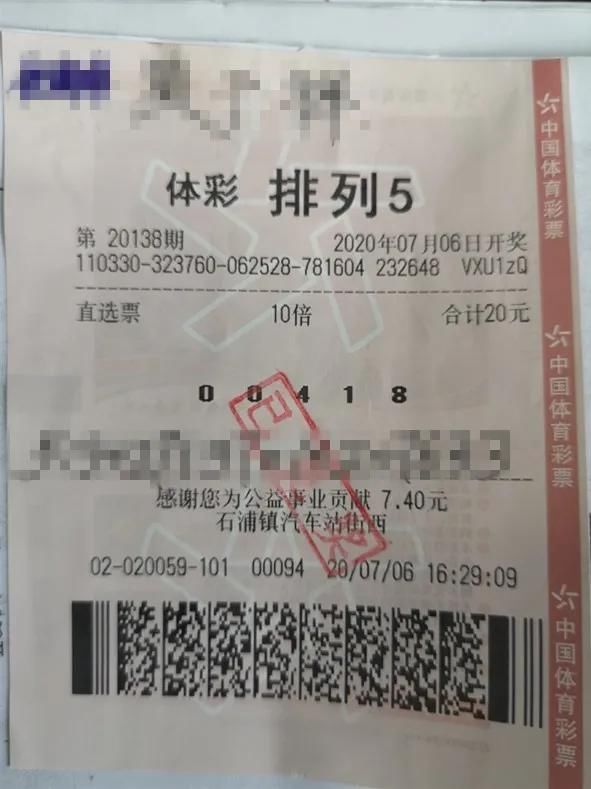 体彩 排列5
第 20138期 2020年07月06日开奖
110330-323760-062528-781604 232648 VXU1zQ
直选票 10倍 合计20元
0 0 4 1 8
感谢您为公益事业贡献 7.40元
石浦镇汽车站街西
02-020059-101 00094 20/07/06 16:29:09
中国体育彩票
中国体育彩票
中国体育彩票